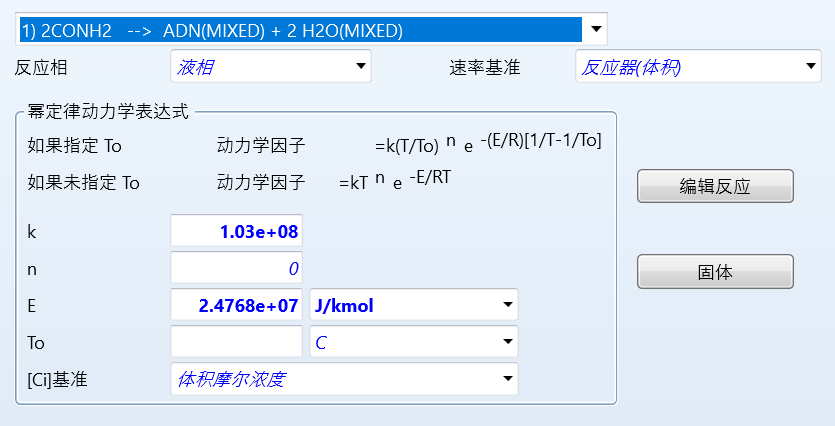 1) 2CONH2 --> ADN(MIXED) + 2 H2O(MIXED)
反应相 液相 速率基准 反应器(体积)
幂定律动力学表达式
如果指定 To 动力学因子 =k(T/To) n e -(E/R)[1/T-1/To]
如果未指定 To 动力学因子 =kT n e -E/RT
编辑反应
k 1.03e+08
n 0
固体
E 2.4768e+07 J/kmol
To C
[Ci]基准 体积摩尔浓度